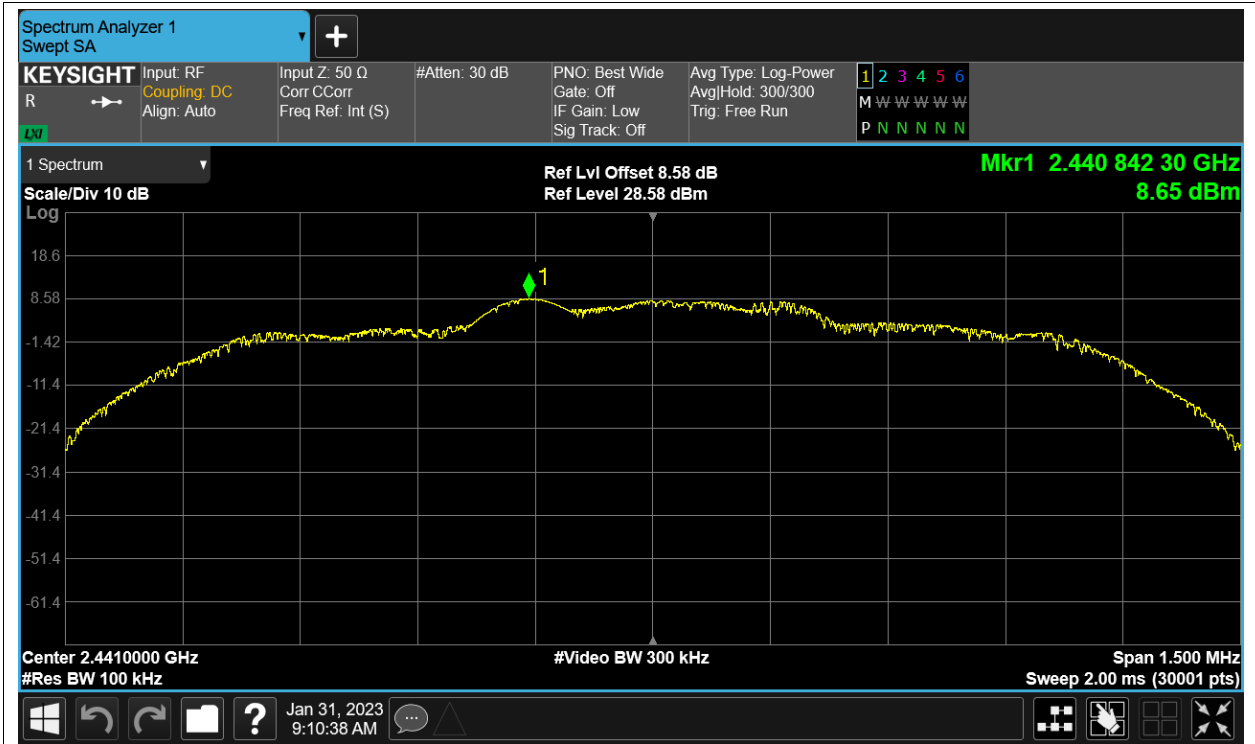 Spectrum Analyzer 1
Swept SA
+
KEYSIGHT
R
LXI
Input: RF
Coupling: DC
Align: Auto
Input Z: 50 Ω
Corr CCorr
Freq Ref: Int (S)
#Atten: 30 dB
PNO: Best Wide
Gate: Off
IF Gain: Low
Sig Track: Off
Avg Type: Log-Power
Avg|Hold: 300/300
Trig: Free Run
1 2 3 4 5 6
M W W W W W
P N N N N N
1 Spectrum
Scale/Div 10 dB
Log
Ref Lvl Offset 8.58 dB
Ref Level 28.58 dBm
Mkr1 2.440 842 30 GHz
8.65 dBm
1
18.6
8.58
-1.42
-11.4
-21.4
-31.4
-41.4
-51.4
-61.4
Center 2.4410000 GHz
#Video BW 300 kHz
Span 1.500 MHz
#Res BW 100 kHz
Sweep 2.00 ms (30001 pts)
?
Jan 31, 2023
9:10:38 AM